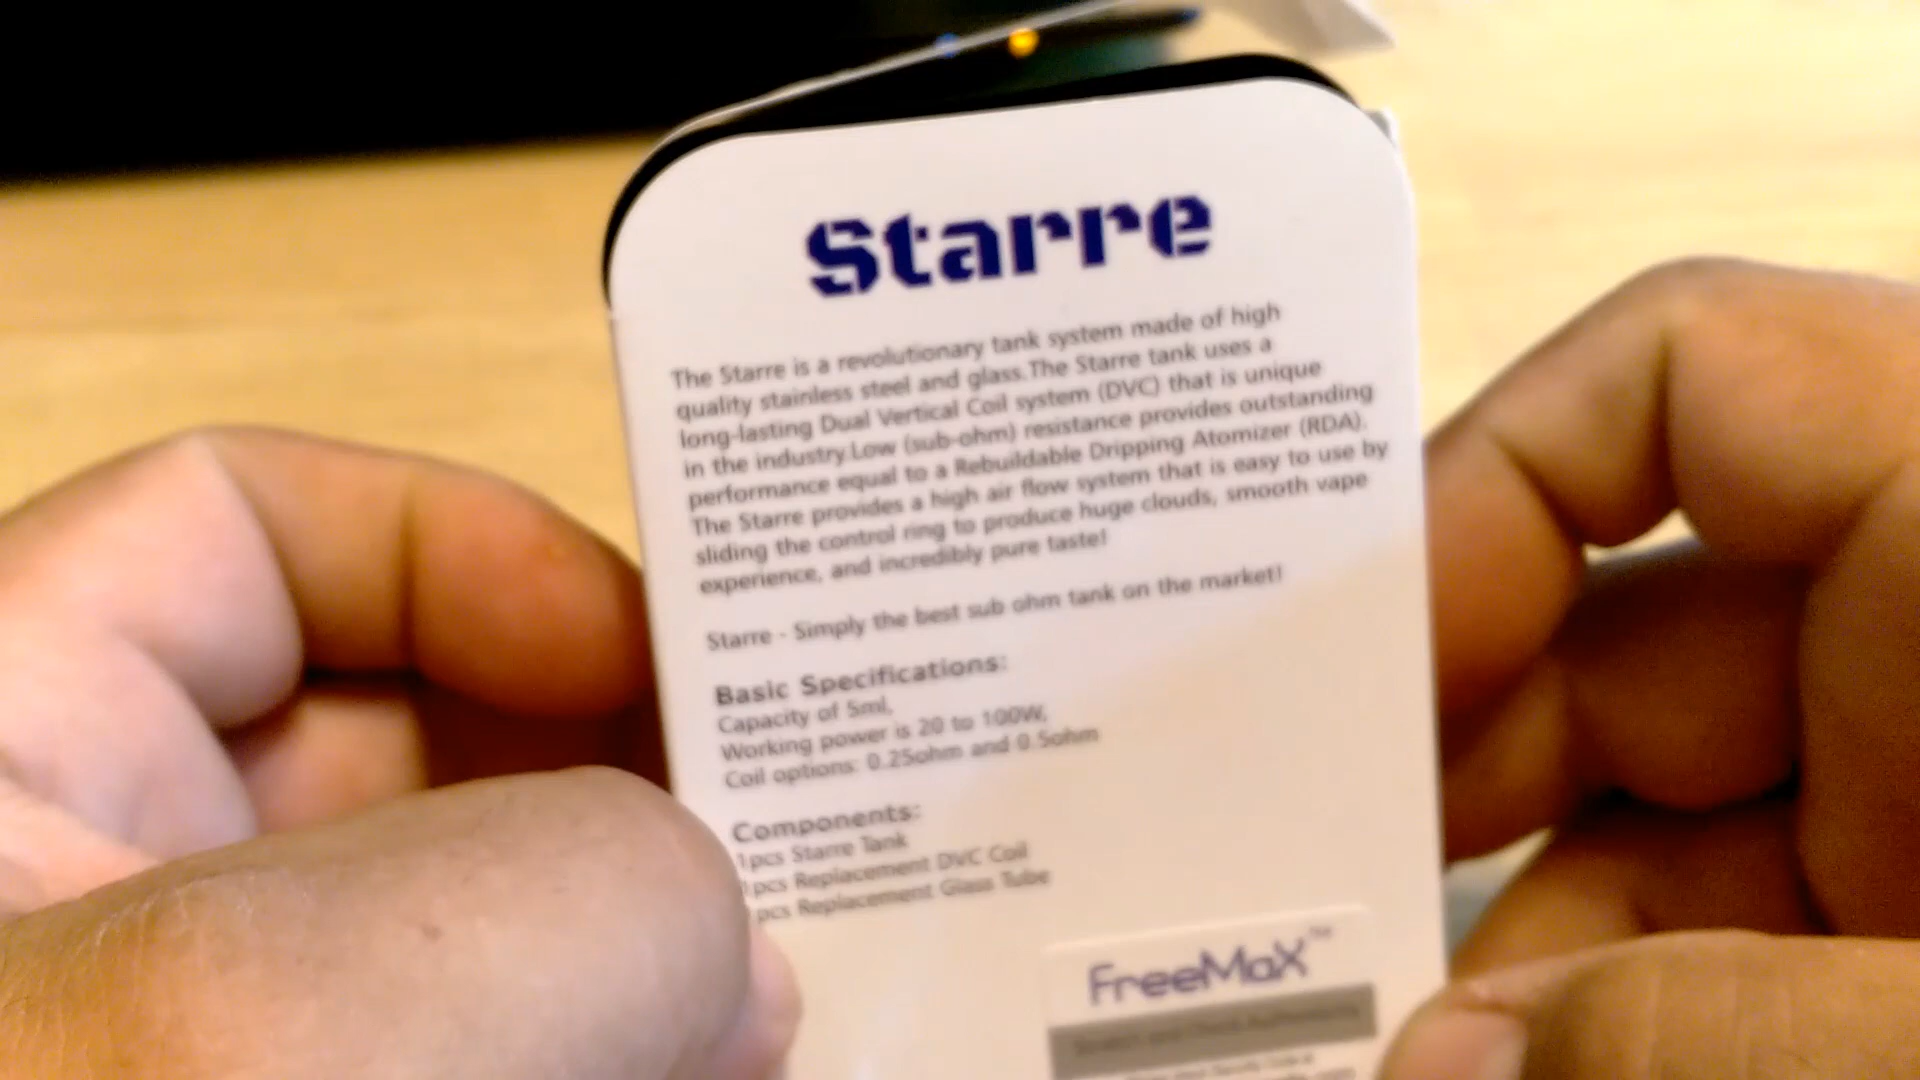 Starre
The Starre is a revolutionary tank system made of high
quality stainless steel and glass.The Starre tank uses a
long-lasting Dual Vertical Coil system (DVC) that is unique
in the industry.Low (sub-ohm) resistance provides outstanding
performance equal to a Rebuildable Dripping Atomizer (RDA).
The Starre provides a high air flow system that is easy to use by
sliding the control ring to produce huge clouds, smooth vape
experience, and incredibly pure taste!
Starre - Simply the best sub ohm tank on the market!
Basic Specifications:
Capacity of 5ml,
Working power is 20 to 100W,
Coil options: 0.25ohm and 0.5ohm
Components:
1pcs Starre Tank
1pcs Replacement DVC Coil
pcs Replacement Glass Tube
FreeMaX™